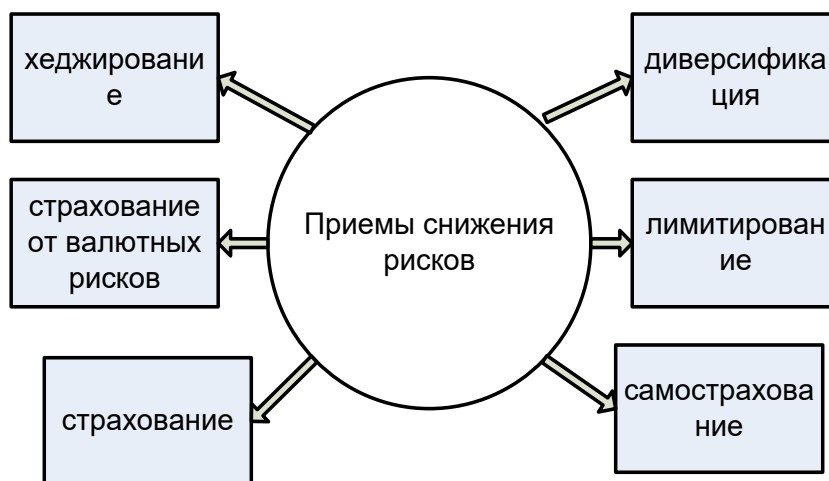 хеджировани
е
диверсифика
ция
Приемы снижения
рисков
страхование
от валютных
рисков
лимитирован
ие
страхование
самострахова
ние